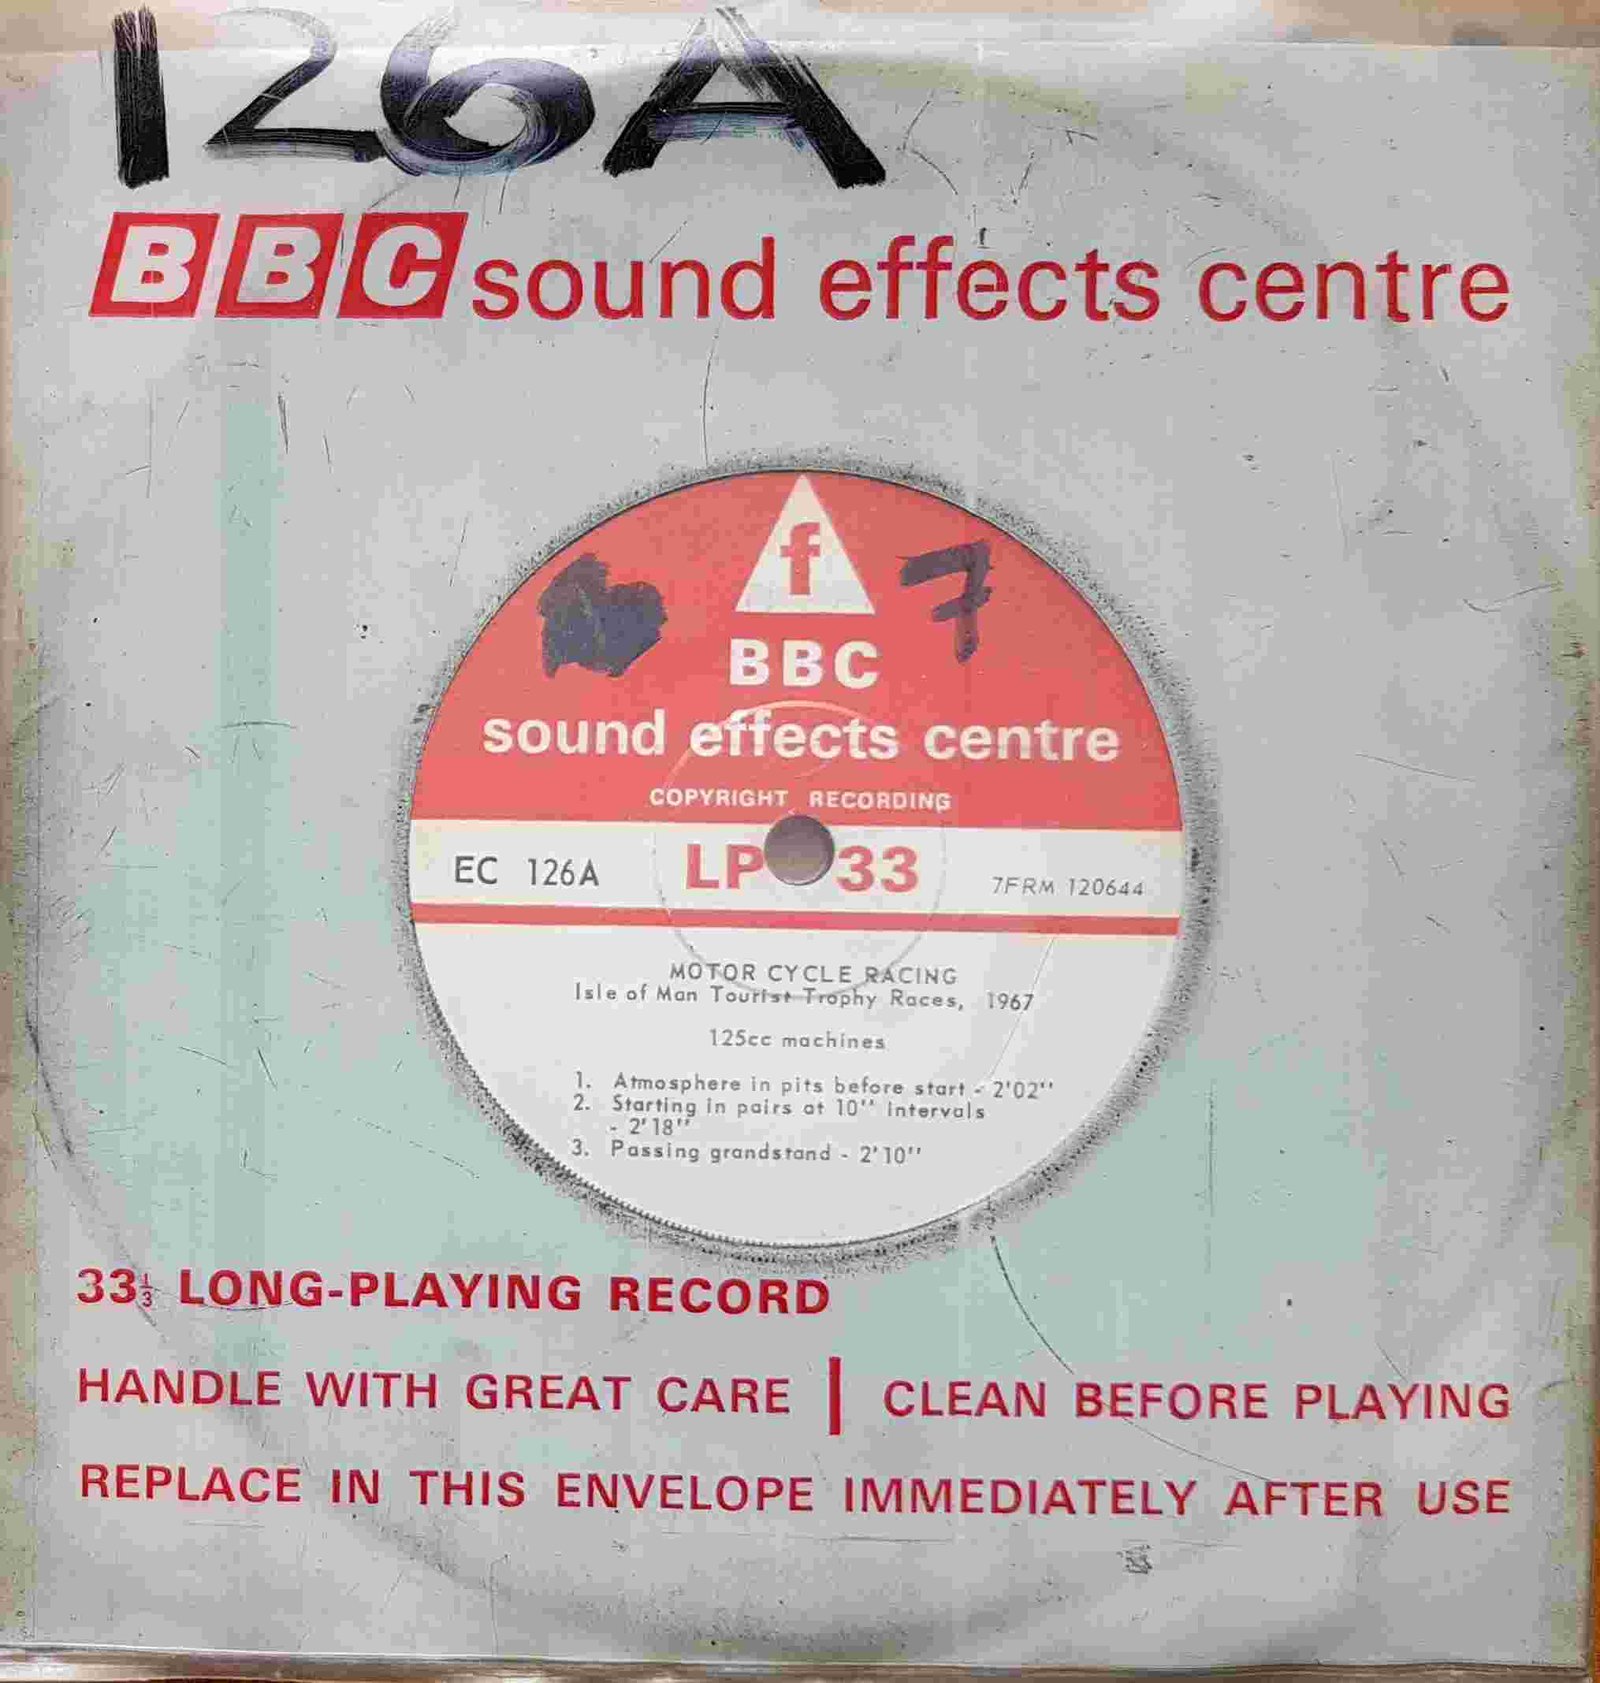 126A
BBC sound effects centre
f
7
BBC
sound effects centre
COPYRIGHT RECORDING
EC 126A LP 33 7FRM 120644
MOTOR CYCLE RACING
Isle of Man Tourist Trophy Races, 1967
125cc machines
1. Atmosphere in pits before start - 2'02''
2. Starting in pairs at 10'' intervals
- 2'18''
3. Passing grandstand - 2'10''
33⅓ LONG-PLAYING RECORD
HANDLE WITH GREAT CARE | CLEAN BEFORE PLAYING
REPLACE IN THIS ENVELOPE IMMEDIATELY AFTER USE